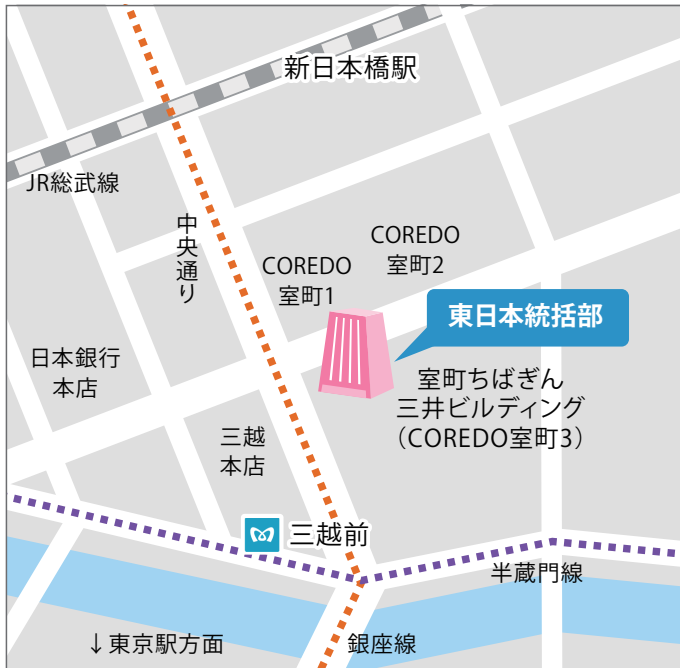 新日本橋駅
JR総武線
中央通り
COREDO
室町2
COREDO
室町1
東日本統括部
日本銀行
本店
室町ちばぎん
三井ビルディング
（COREDO室町3）
三越
本店
三越前
半蔵門線
↓東京駅方面
銀座線